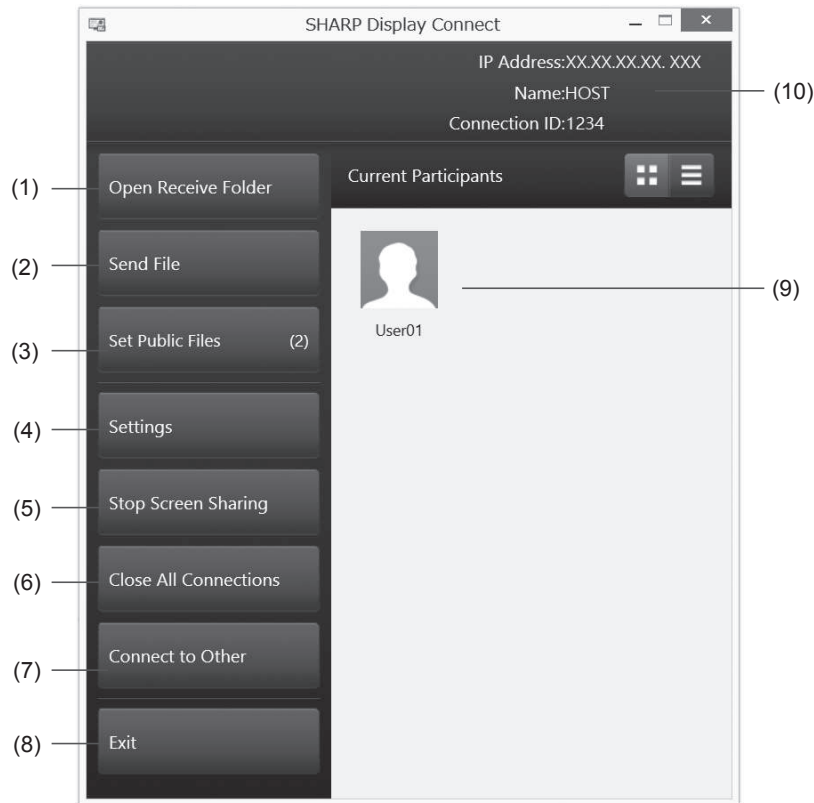 SHARP Display Connect
IP Address:XX.XX.XX.XX. XXX
Name:HOST
(10)
Connection ID:1234
(1)
Open Receive Folder
Current Participants
(2)
Send File
(9)
User01
(3)
Set Public Files (2)
(4)
Settings
(5)
Stop Screen Sharing
(6)
Close All Connections
(7)
Connect to Other
(8)
Exit